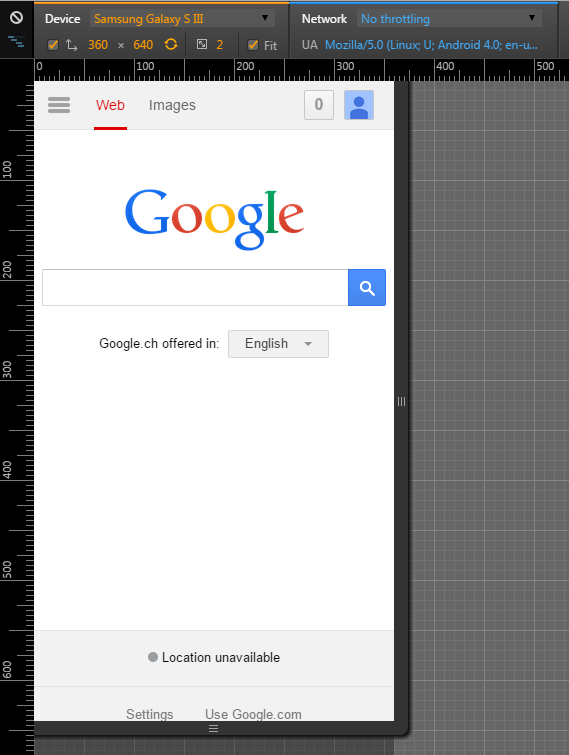 Device Samsung Galaxy S III Network No throttling
360 × 640 2 Fit UA Mozilla/5.0 (Linux; U; Android 4.0; en-u...
0 100 200 300 400 500
Web Images 0
100
Google
200
Google.ch offered in: English
300
400
500
Location unavailable
600
Settings Use Google.com